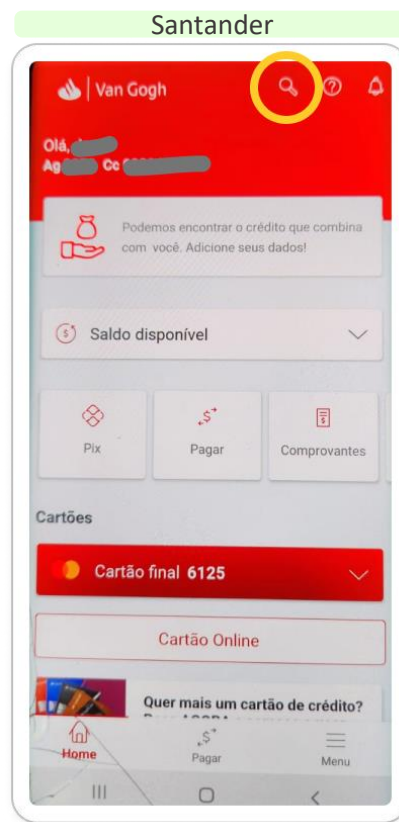 Santander
Van Gogh
Olá,
Ag Cc
Podemos encontrar o crédito que combina
com você. Adicione seus dados!
Saldo disponível
Pix
Pagar
Comprovantes
Cartões
Cartão final 6125
Cartão Online
Quer mais um cartão de crédito?
Home
Pagar
Menu